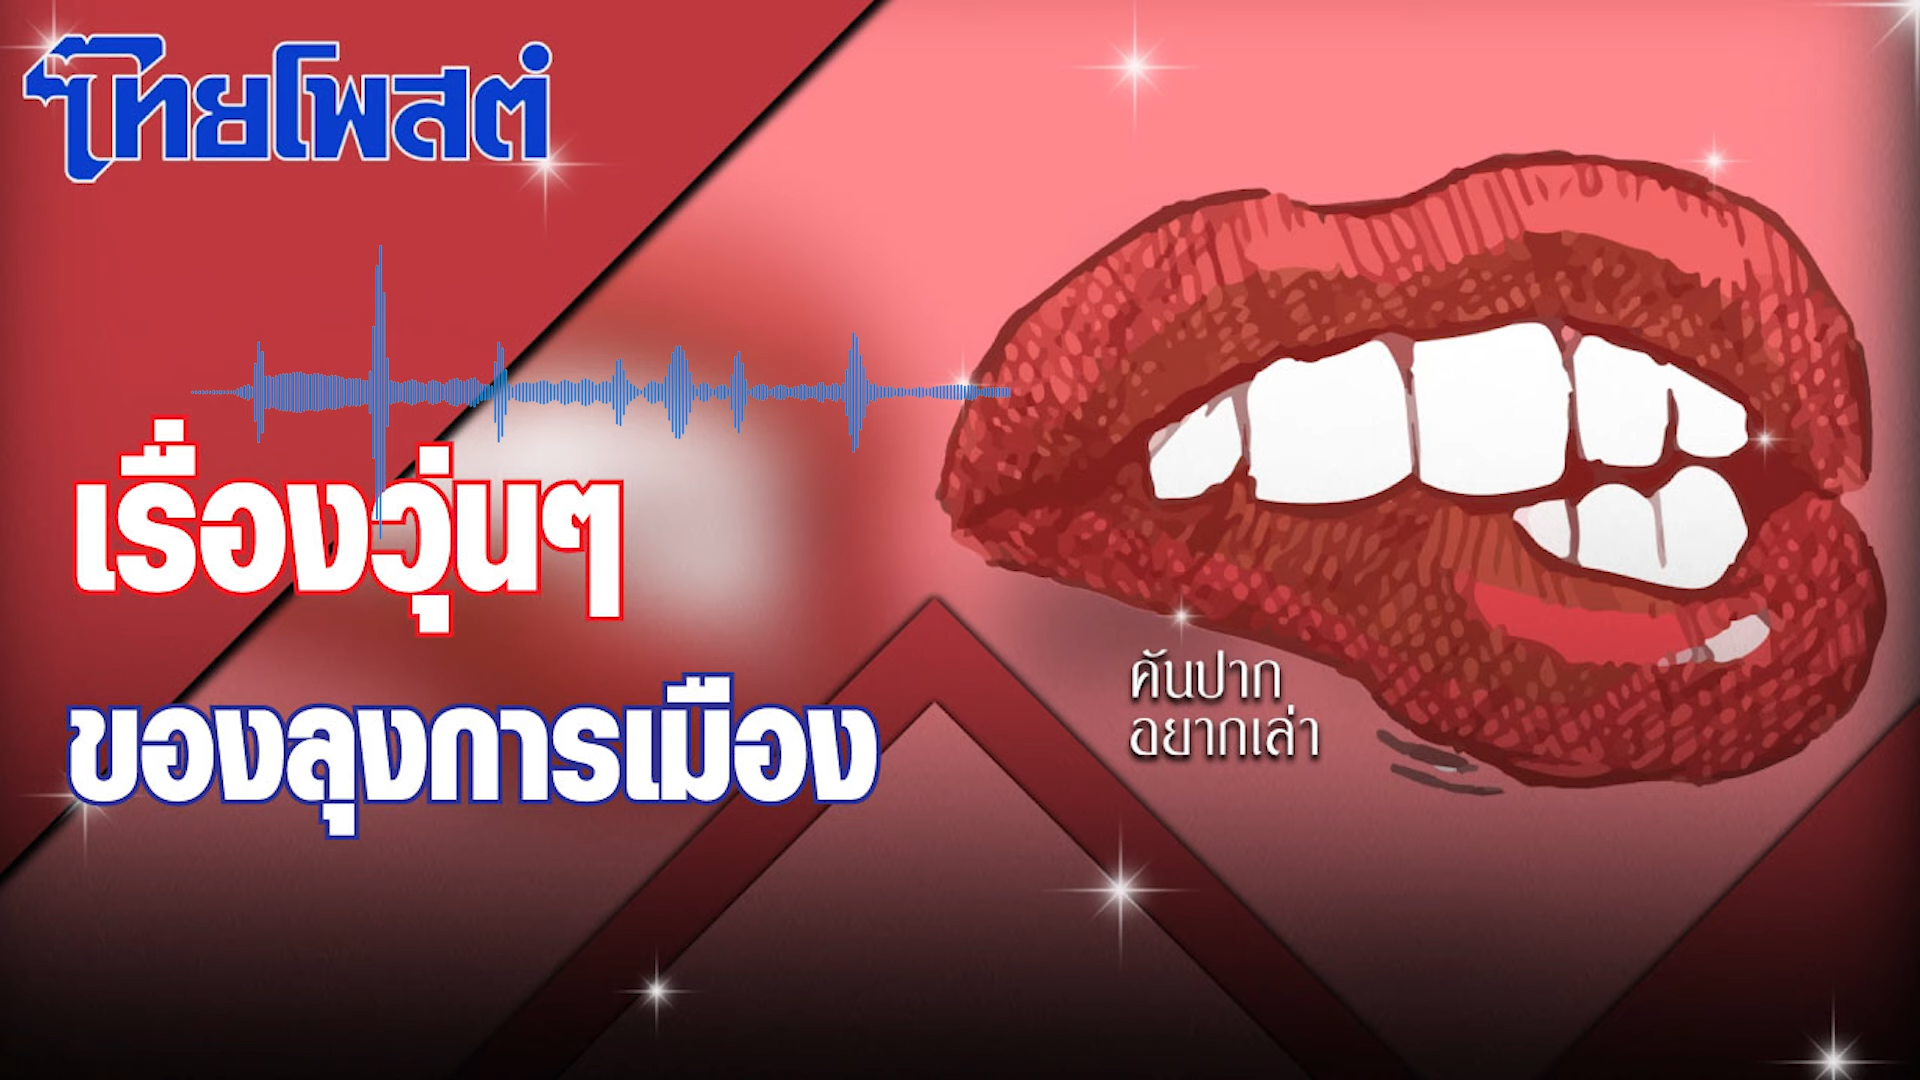 ไทยโพสต์
เรื่องวุ่นๆ
ของลุงการเมือง
คันปาก
อยากเล่า